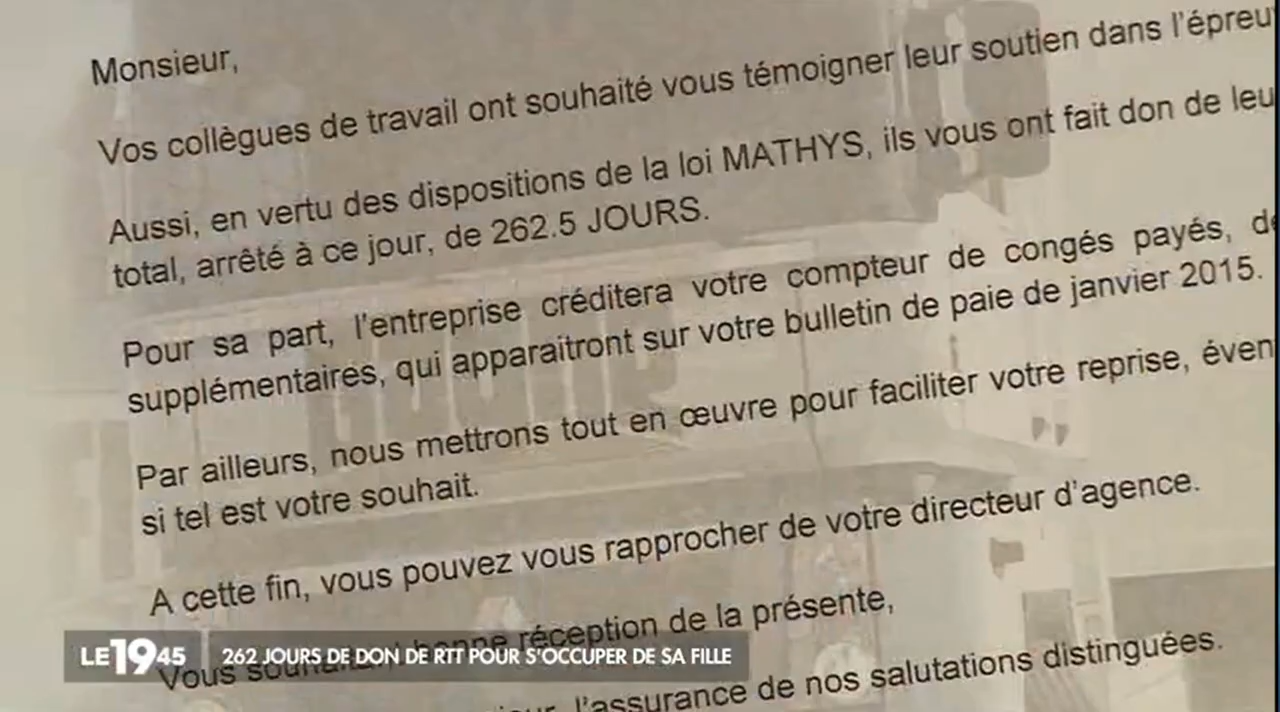 Monsieur,
Vos collègues de travail ont souhaité vous témoigner leur soutien dans l'épreu
Aussi, en vertu des dispositions de la loi MATHYS, ils vous ont fait don de leu
total, arrêté à ce jour, de 262.5 JOURS.
Pour sa part, l'entreprise créditera votre compteur de congés payés, de
supplémentaires, qui apparaitront sur votre bulletin de paie de janvier 2015.
Par ailleurs, nous mettrons tout en œuvre pour faciliter votre reprise, éven
si tel est votre souhait.
A cette fin, vous pouvez vous rapprocher de votre directeur d'agence.
Vous bonne réception de la présente,
l'assurance de nos salutations distinguées.
LE 19 45 262 JOURS DE DON DE RTT POUR S'OCCUPER DE SA FILLE